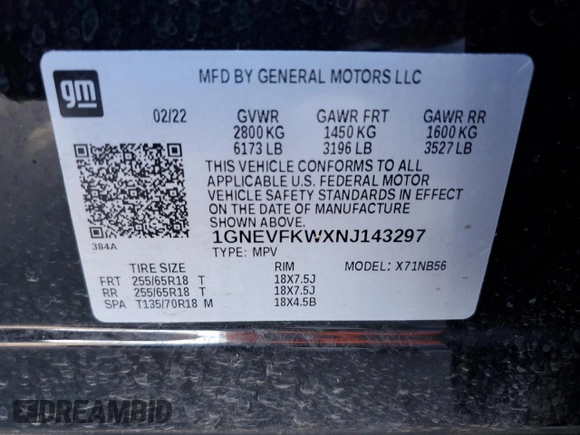 gm
MFD BY GENERAL MOTORS LLC
02/22 GVWR GAWR FRT GAWR RR
2800 KG 1450 KG 1600 KG
6173 LB 3196 LB 3527 LB
THIS VEHICLE CONFORMS TO ALL
APPLICABLE U.S. FEDERAL MOTOR
VEHICLE SAFETY STANDARDS IN EFFECT
ON THE DATE OF MANUFACTURE
SHOWN ABOVE.
384A
1GNEVFKWXNJ143297
TYPE: MPV
TIRE SIZE RIM MODEL: X71NB56
FRT 255/65R18 T 18X7.5J
RR 255/65R18 T 18X7.5J
SPA T135/70R18 M 18X4.5B
DREAMBID